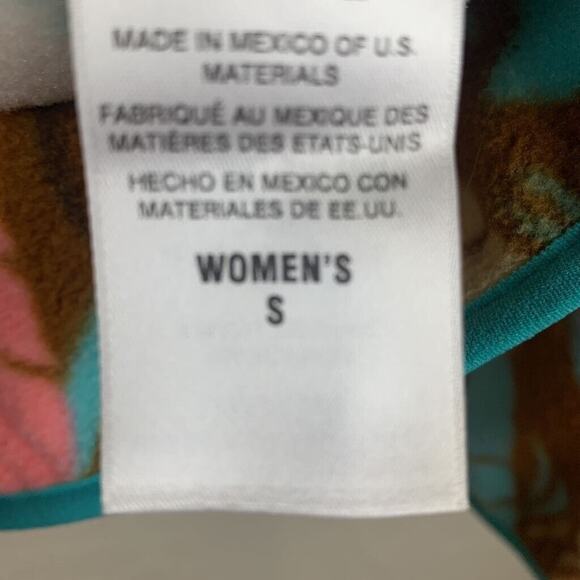 MADE IN MEXICO OF U.S.
MATERIALS
FABRIQUÉ AU MEXIQUE DES
MATIÈRES DES ETATS-UNIS
HECHO EN MEXICO CON
MATERIALES DE EE.UU.
WOMEN'S
S